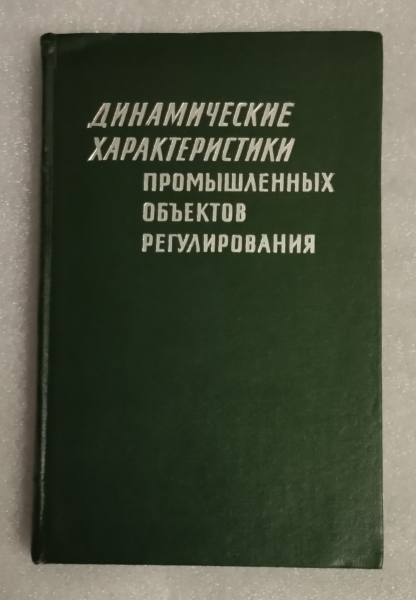 ДИНАМИЧЕСКИЕ
ХАРАКТЕРИСТИКИ
ПРОМЫШЛЕННЫХ
ОБЪЕКТОВ
РЕГУЛИРОВАНИЯ